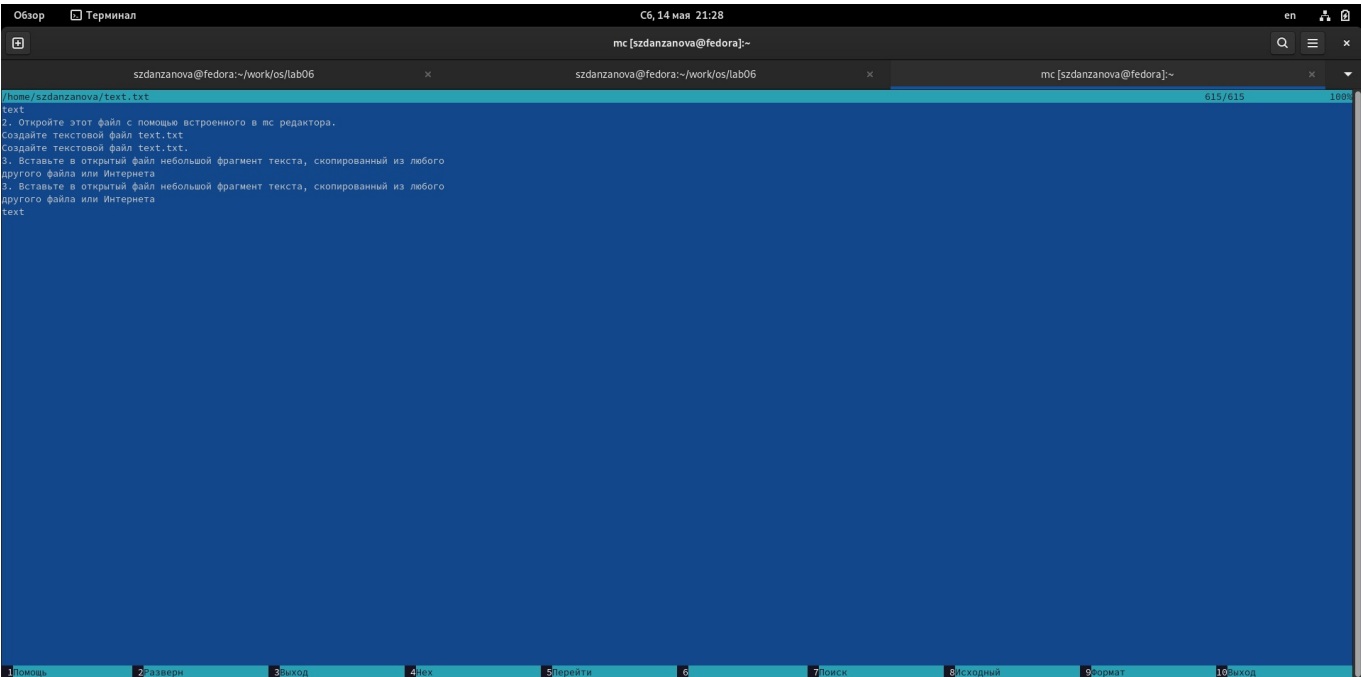 Обзор Терминал Сб, 14 мая 21:28 en
mc [szdanzanova@fedora]:~
szdanzanova@fedora:~/work/os/lab06 × szdanzanova@fedora:~/work/os/lab06 × mc [szdanzanova@fedora]:~ ×
/home/szdanzanova/text.txt 615/615 100%
text
2. Откройте этот файл с помощью встроенного в mc редактора.
Создайте текстовой файл text.txt
Создайте текстовой файл text.txt.
3. Вставьте в открытый файл небольшой фрагмент текста, скопированный из любого
другого файла или Интернета
3. Вставьте в открытый файл небольшой фрагмент текста, скопированный из любого
другого файла или Интернета
text
1Помощь 2Разверн 3Выход 4Hex 5Перейти 6 7Поиск 8Исходный 9Формат 10Выход